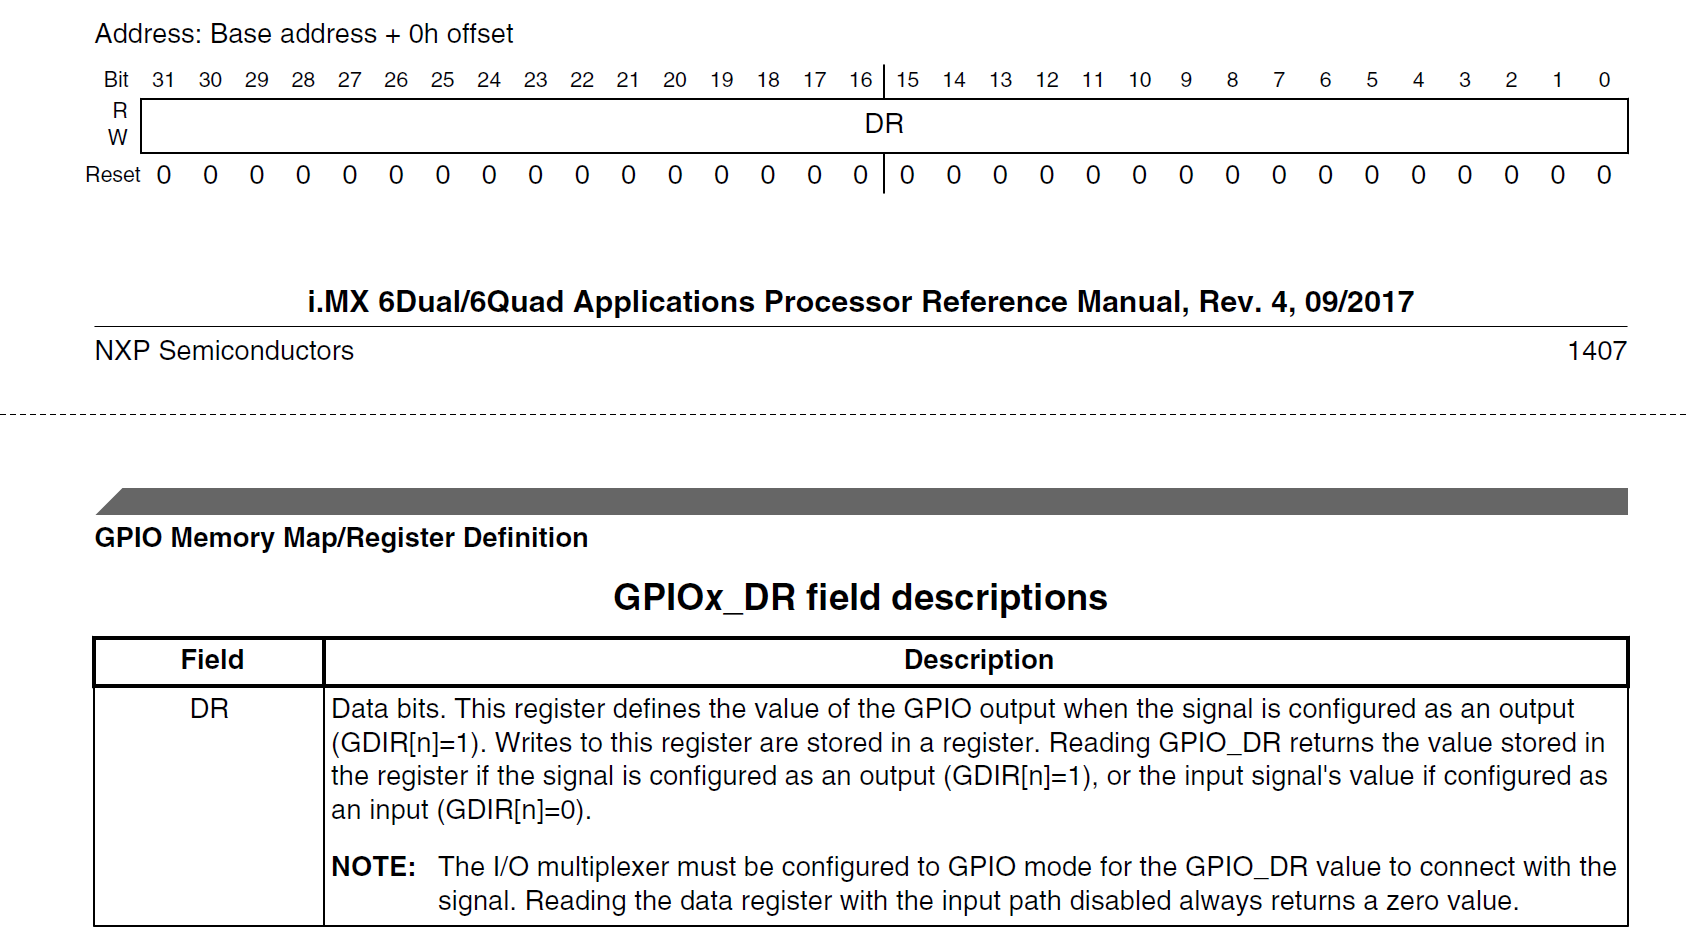 Address: Base address + 0h offset
Bit 31 30 29 28 27 26 25 24 23 22 21 20 19 18 17 16 15 14 13 12 11 10 9 8 7 6 5 4 3 2 1 0
R
DR
W
Reset 0 0 0 0 0 0 0 0 0 0 0 0 0 0 0 0 0 0 0 0 0 0 0 0 0 0 0 0 0 0 0 0
i.MX 6Dual/6Quad Applications Processor Reference Manual, Rev. 4, 09/2017
NXP Semiconductors 1407
GPIO Memory Map/Register Definition
GPIOx_DR field descriptions
Field Description
DR Data bits. This register defines the value of the GPIO output when the signal is configured as an output
(GDIR[n]=1). Writes to this register are stored in a register. Reading GPIO_DR returns the value stored in
the register if the signal is configured as an output (GDIR[n]=1), or the input signal's value if configured as
an input (GDIR[n]=0).
NOTE: The I/O multiplexer must be configured to GPIO mode for the GPIO_DR value to connect with the
signal. Reading the data register with the input path disabled always returns a zero value.